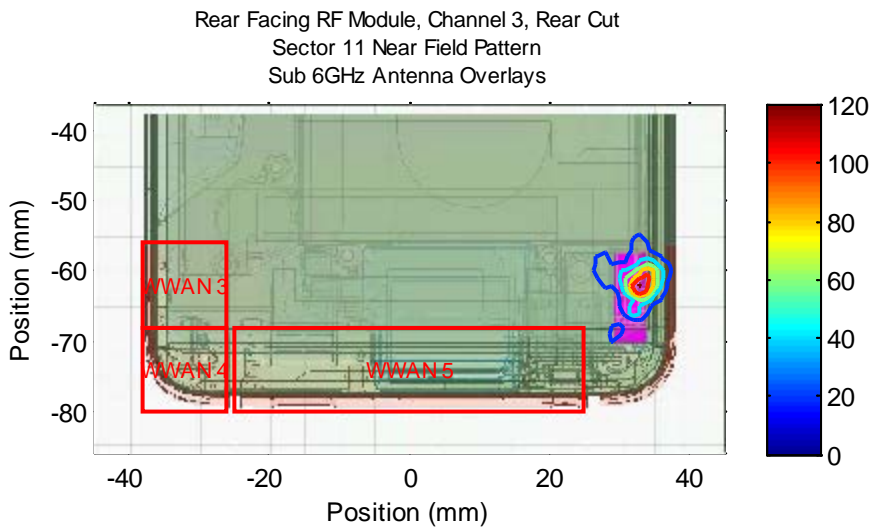 Rear Facing RF Module, Channel 3, Rear Cut
Sector 11 Near Field Pattern
Sub 6GHz Antenna Overlays
120
100
80
60
40
20
0
Position (mm)
-40
-50
-60
-70
-80
WWAN 3
WWAN 4
WWAN 5
-40
-20
0
20
40
Position (mm)